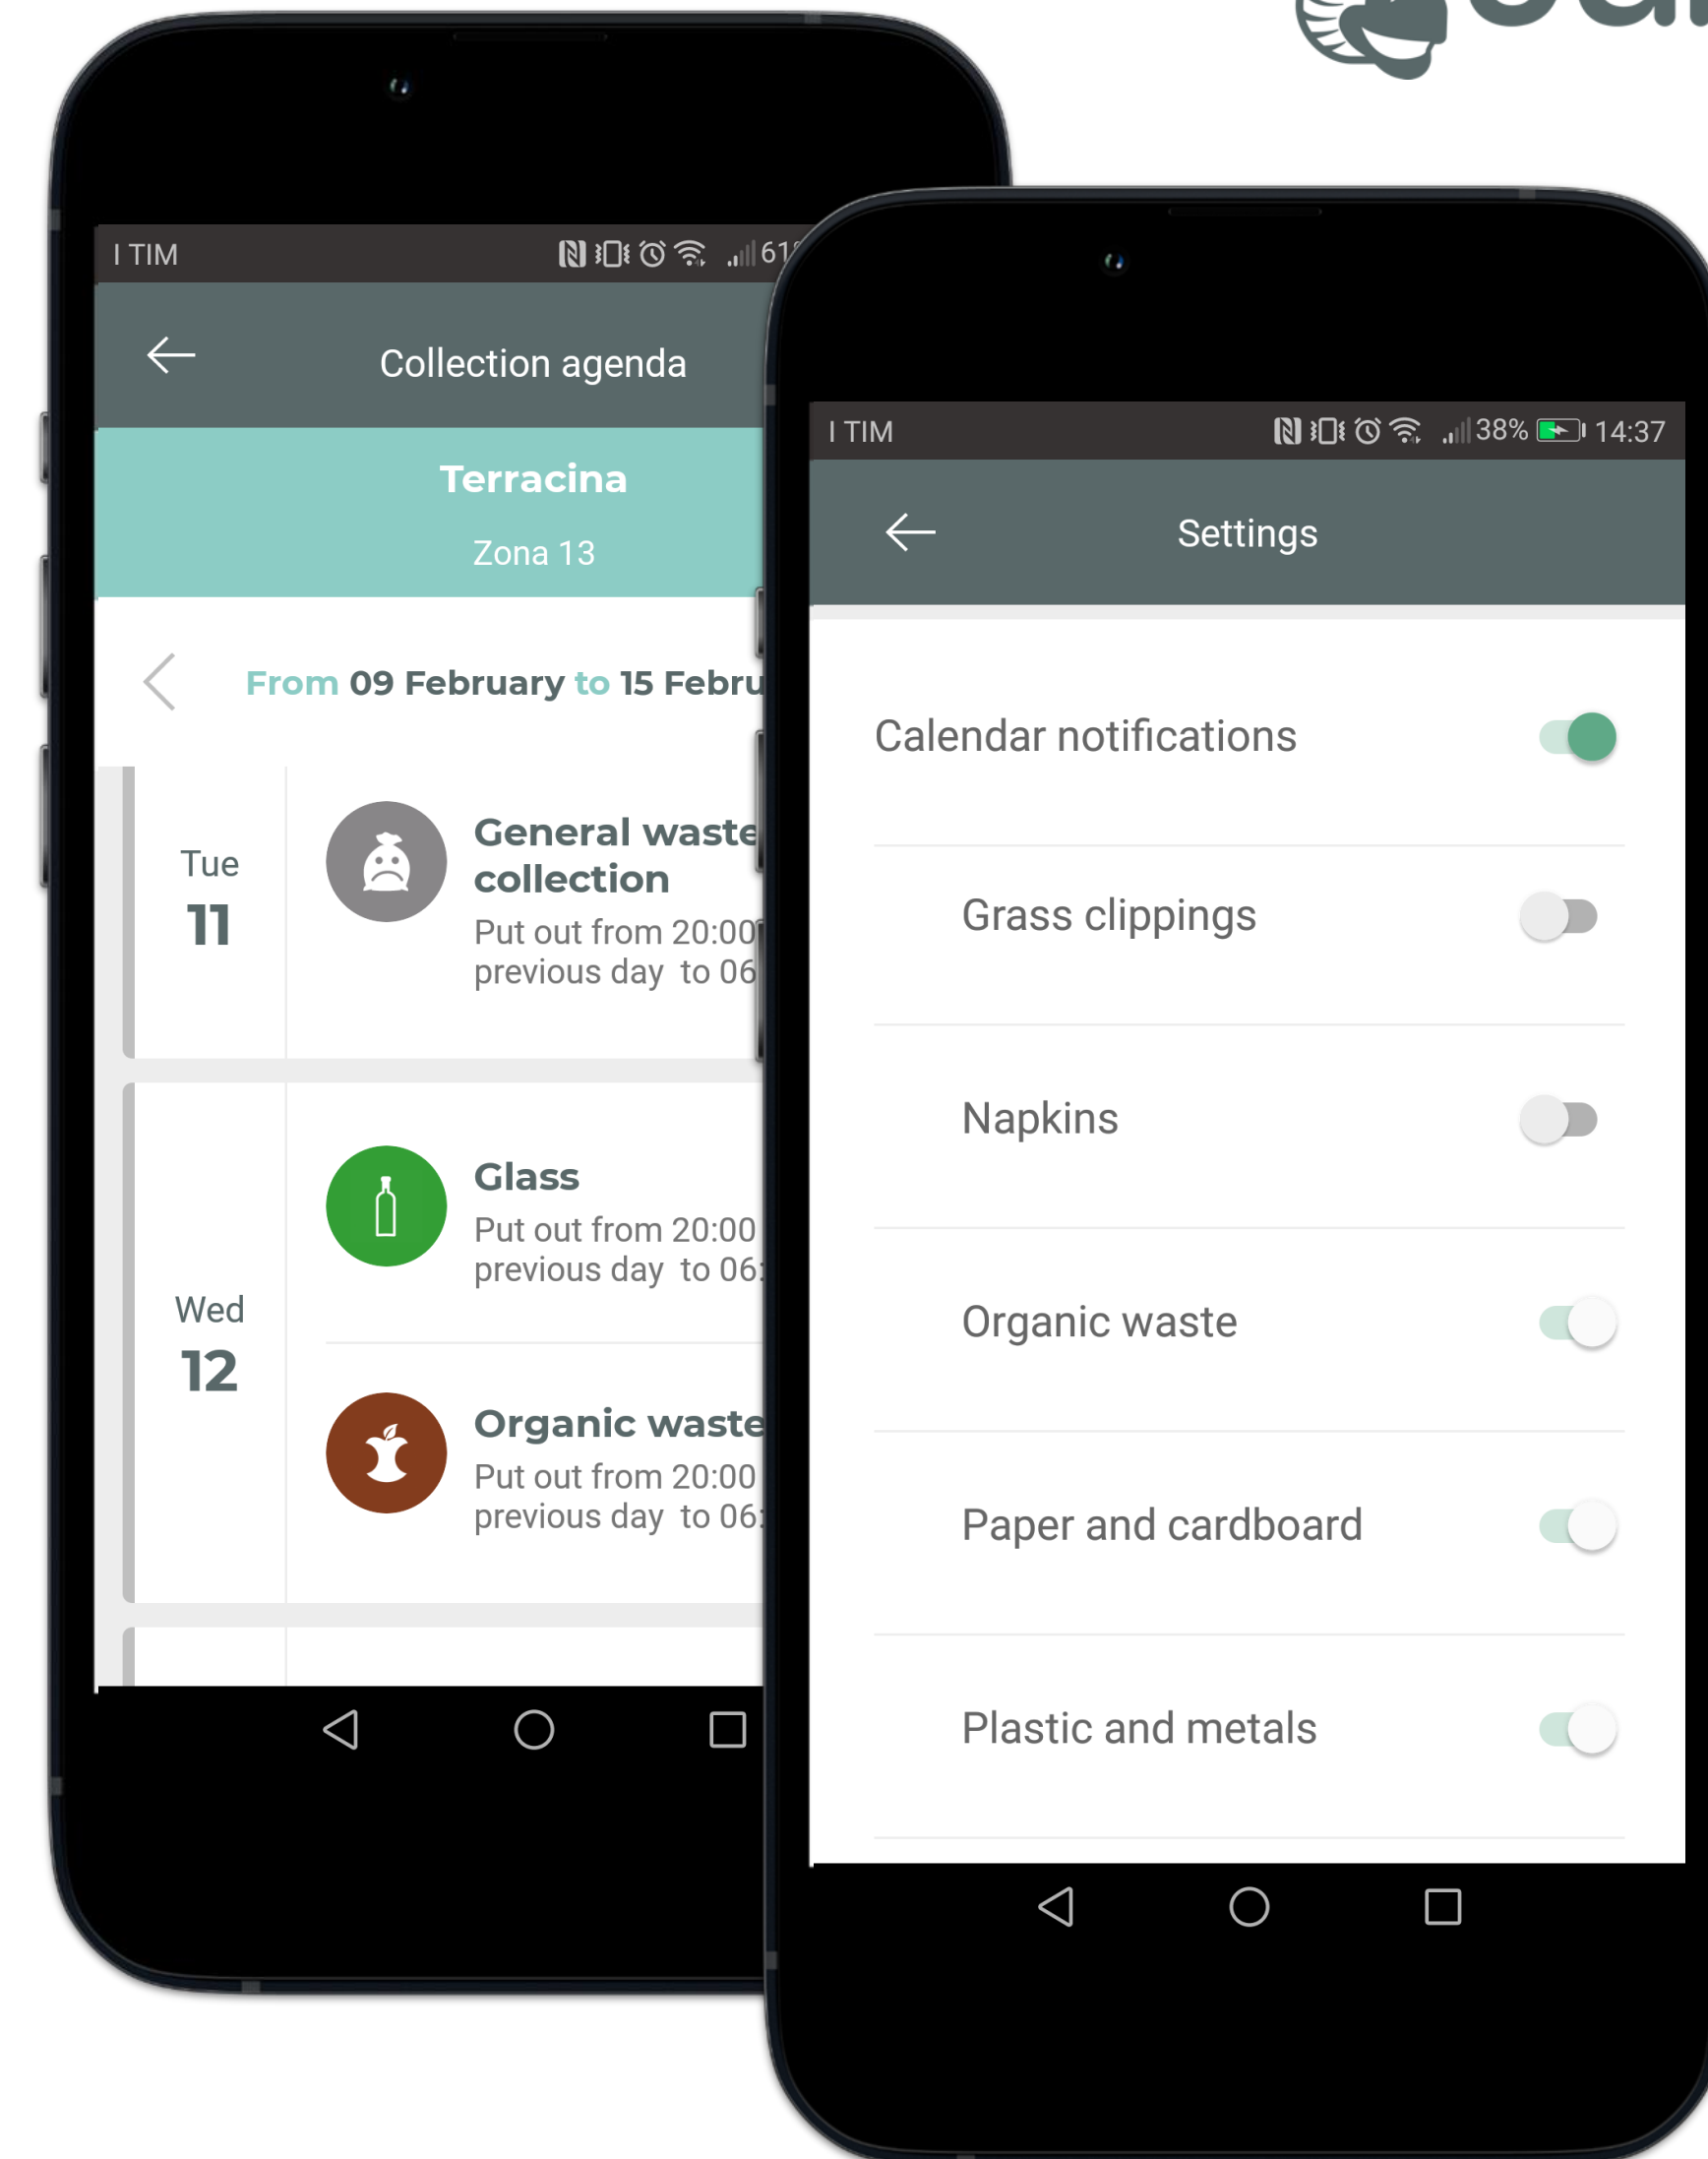 I TIM
Collection agenda
Terracina
Zona 13
From 09 February to 15
Tue
11
General waste
collection
Put out from 20:00
previous day to 06
Wed
12
Glass
Put out from 20:00
previous day to 06:
Organic waste
Put out from 20:00
previous day to 06:
I TIM 38% 14:37
Settings
Calendar notifications
Grass clippings
Napkins
Organic waste
Paper and cardboard
Plastic and metals